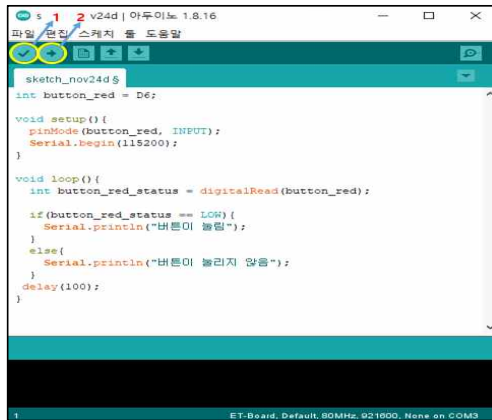 s 1 2 v24d | 아두이노 1.8.16
파일 편집 스케치 툴 도움말
sketch_nov24d §
int button_red = D6;
void setup(){
pinMode(button_red, INPUT);
Serial.begin(115200);
}
void loop(){
int button_red_status = digitalRead(button_red);
if(button_red_status == LOW){
Serial.println("버튼이 눌림");
}
else{
Serial.println("버튼이 눌리지 않음");
}
delay(100);
}
1 ET-Board, Default, 80MHz, 921600, None on COM3